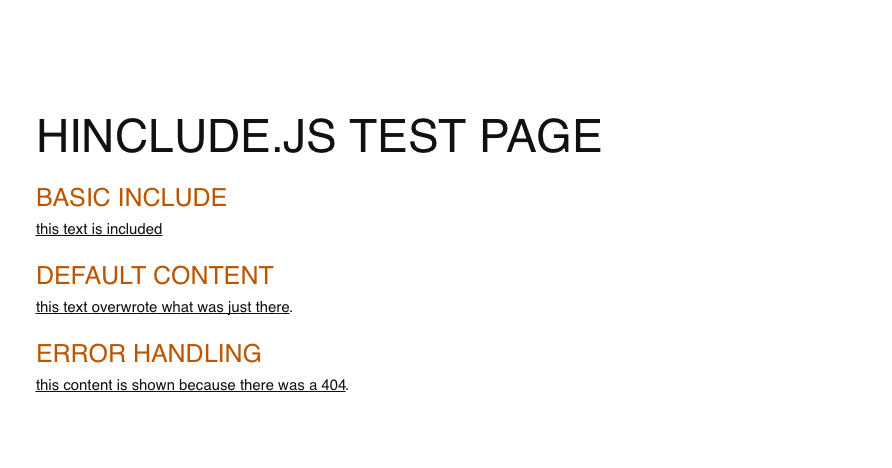 HINCLUDE.JS TEST PAGE
BASIC INCLUDE
this text is included
DEFAULT CONTENT
this text overwrote what was just there.
ERROR HANDLING
this content is shown because there was a 404.